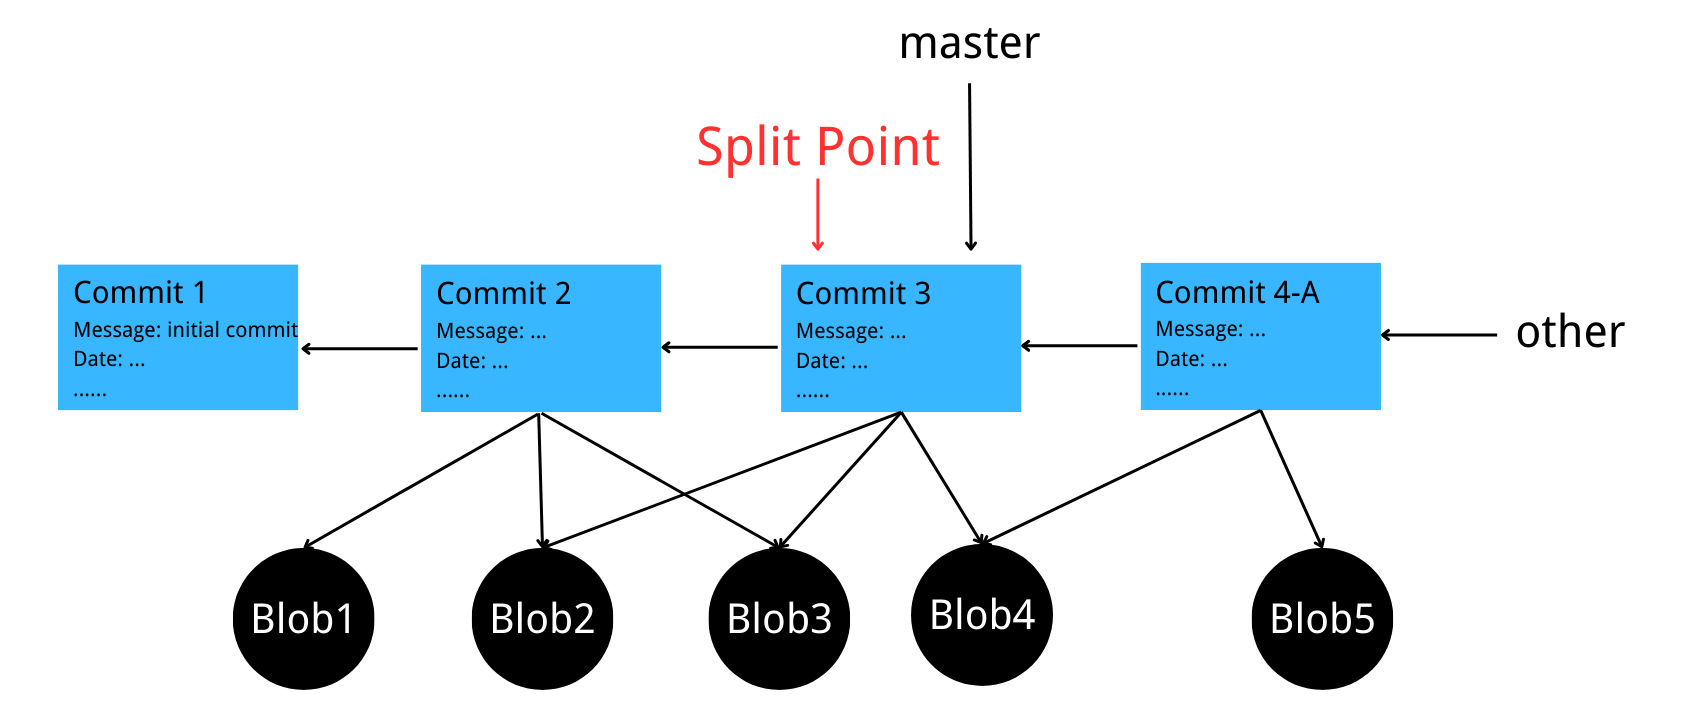 master
Split Point
Commit 1
Message: initial commit
Date: ...
......
Commit 2
Message: ...
Date: ...
......
Commit 3
Message: ...
Date: ...
......
Commit 4-A
Message: ...
Date: ...
......
other
Blob1
Blob2
Blob3
Blob4
Blob5